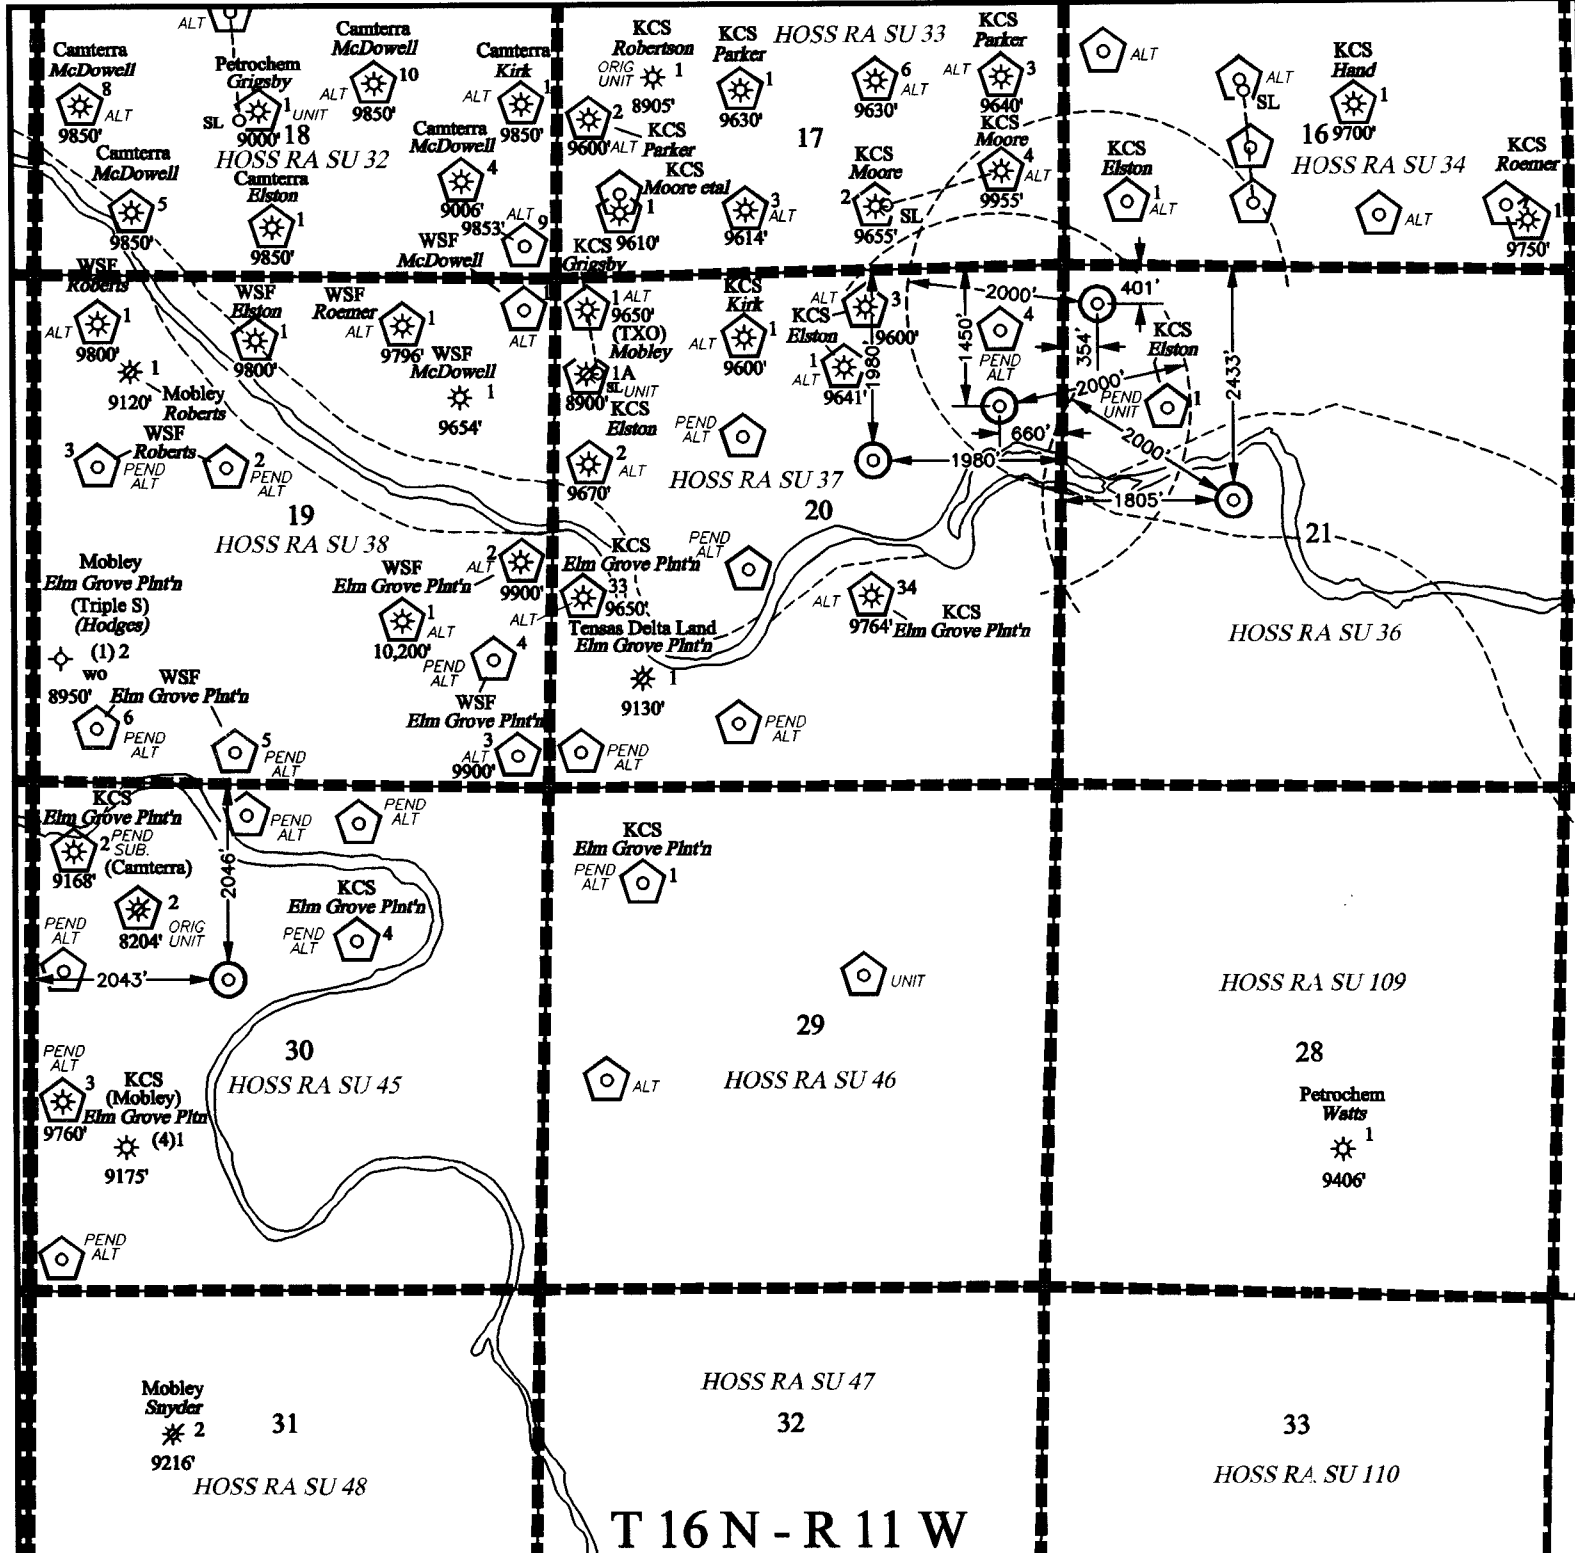 ALT
Camterra
McDowell
8
ALT
9850'
Petrochem
Grigsby
1
UNIT
SL
9000'
18
HOSS RA SU 32
Camterra
McDowell
10
ALT
9850'
Camterra
Kirk
1
ALT
9850'
Camterra
McDowell
5
9850'
Camterra
Elston
1
9850'
Camterra
McDowell
4
9006'
9853'
ALT
9
WSF
McDowell
KCS
Robertson
ORIG
UNIT
1
8905'
KCS
Parker
1
9630'
HOSS RA SU 33
6
ALT
9630'
KCS
Parker
ALT
3
9640'
2
9600'
ALT
KCS
Parker
17
KCS
Moore etal
1
9610'
3
ALT
9614'
KCS
Moore
2
SL
9655'
KCS
Moore
4
ALT
9955'
ALT
ALT
SL
KCS
Hand
1
9700'
16
HOSS RA SU 34
KCS
Elston
1
ALT
ALT
KCS
Roemer
1
9750'
WSF
Roberts
ALT
1
9800'
1
9120'
Mobley
Roberts
WSF
Elston
1
9800'
WSF
Roemer
ALT
1
9796'
ALT
WSF
McDowell
1
9654'
WSF
Roberts
3
PEND
ALT
2
PEND
ALT
19
HOSS RA SU 38
Mobley
Elm Grove Plnt'n
(Triple S)
(Hodges)
(1) 2
WO
8950'
WSF
Elm Grove Plnt'n
6
PEND
ALT
5
PEND
ALT
WSF
Elm Grove Plnt'n
2
ALT
9900'
1
ALT
10,200'
4
PEND
ALT
WSF
Elm Grove Plnt'n
3
ALT
9900'
KCS
Grigsby
1 ALT
9650'
(TXO)
Mobley
1A
SL
UNIT
8900'
KCS
Elston
2
ALT
9670'
KCS
Kirk
ALT
1
9600'
ALT
3
9600'
KCS
Elston
1
ALT
9641'
1980'
1450'
2000'
4
PEND
ALT
PEND
ALT
660'
1980'
HOSS RA SU 37
20
PEND
ALT
KCS
Elm Grove Plnt'n
33
ALT
9650'
Tensas Delta Land
Elm Grove Plnt'n
1
9130'
ALT
34
9764'
KCS
Elm Grove Plnt'n
PEND
ALT
PEND
ALT
401'
354'
KCS
Elston
PEND
UNIT
1
2000'
2000'
2433'
1805'
21
HOSS RA SU 36
KCS
Elm Grove Plnt'n
2
PEND
SUB.
9168'
(Camterra)
2
8204'
ORIG
UNIT
PEND
ALT
PEND
ALT
2046'
2043'
KCS
Elm Grove Plnt'n
PEND
ALT
4
PEND
ALT
30
HOSS RA SU 45
PEND
ALT
3
9760'
KCS
(Mobley)
Elm Grove Pltn
(4)1
9175'
PEND
ALT
KCS
Elm Grove Plnt'n
PEND
ALT
1
UNIT
29
ALT
HOSS RA SU 46
HOSS RA SU 109
28
Petrochem
Watts
1
9406'
Mobley
Snyder
2
9216'
31
HOSS RA SU 48
HOSS RA SU 47
32
33
HOSS RA SU 110
T 16 N - R 11 W